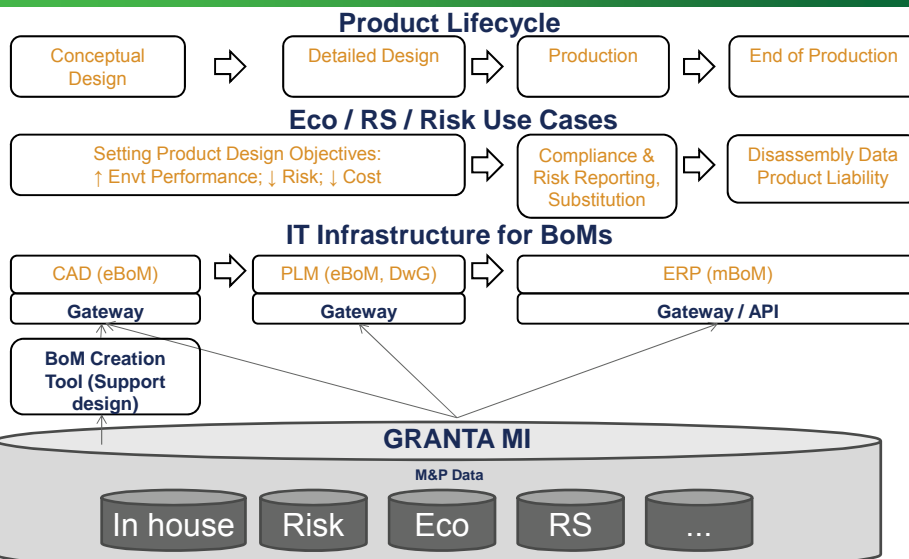 Product Lifecycle
Conceptual
Design
Detailed Design
Production
End of Production
Eco / RS / Risk Use Cases
Setting Product Design Objectives:
↑ Envt Performance; ↓ Risk; ↓ Cost
Compliance &
Risk Reporting,
Substitution
Disassembly Data
Product Liability
IT Infrastructure for BoMs
CAD (eBoM)
PLM (eBoM, DwG)
ERP (mBoM)
Gateway
Gateway
Gateway / API
BoM Creation
Tool (Support
design)
GRANTA MI
M&P Data
In house
Risk
Eco
RS
...